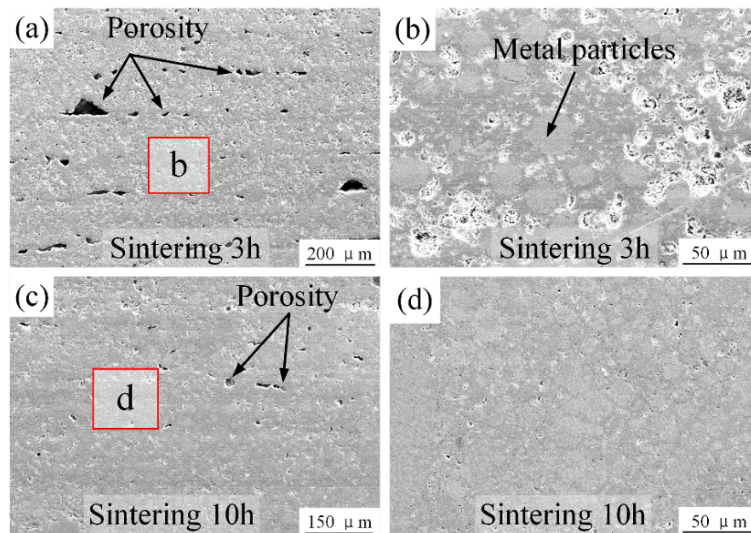 (a)
Porosity
b
Sintering 3h
200 μm
(b)
Metal particles
Sintering 3h
50 μm
(c)
Porosity
d
Sintering 10h
150 μm
(d)
Sintering 10h
50 μm